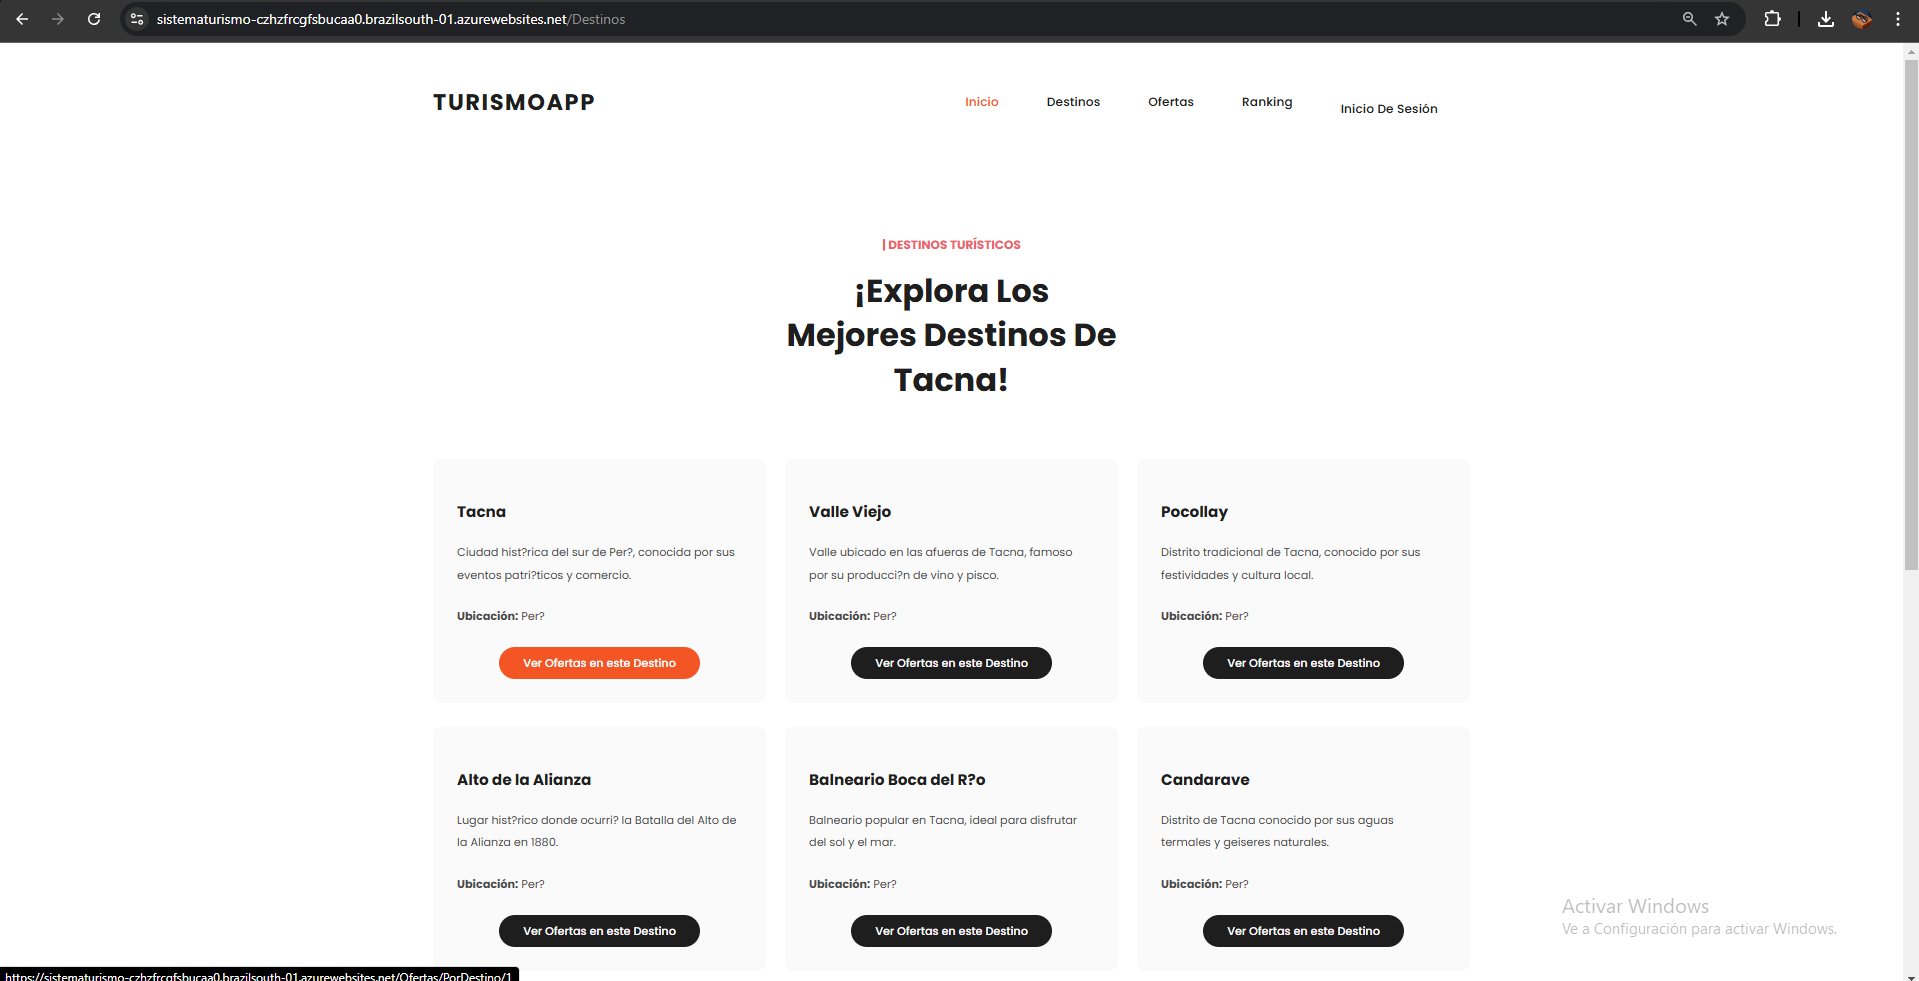 sistematurismo-czhzfrcgfsbucaa0.brazilsouth-01.azurewebsites.net/Destinos
TURISMOAPP
Inicio
Destinos
Ofertas
Ranking
Inicio De Sesión
| DESTINOS TURÍSTICOS
¡Explora Los
Mejores Destinos De
Tacna!
Tacna
Ciudad hist?rica del sur de Per?, conocida por sus
eventos patri?ticos y comercio.
Ubicación: Per?
Ver Ofertas en este Destino
Valle Viejo
Valle ubicado en las afueras de Tacna, famoso
por su producci?n de vino y pisco.
Ubicación: Per?
Ver Ofertas en este Destino
Pocollay
Distrito tradicional de Tacna, conocido por sus
festividades y cultura local.
Ubicación: Per?
Ver Ofertas en este Destino
Alto de la Alianza
Lugar hist?rico donde ocurri? la Batalla del Alto de
la Alianza en 1880.
Ubicación: Per?
Ver Ofertas en este Destino
Balneario Boca del R?o
Balneario popular en Tacna, ideal para disfrutar
del sol y el mar.
Ubicación: Per?
Ver Ofertas en este Destino
Candarave
Distrito de Tacna conocido por sus aguas
termales y geiseres naturales.
Ubicación: Per?
Ver Ofertas en este Destino
Activar Windows
Ve a Configuración para activar Windows.
https://sistematurismo-czhzfrcgfsbucaa0.brazilsouth-01.azurewebsites.net/Ofertas/PorDestino/1